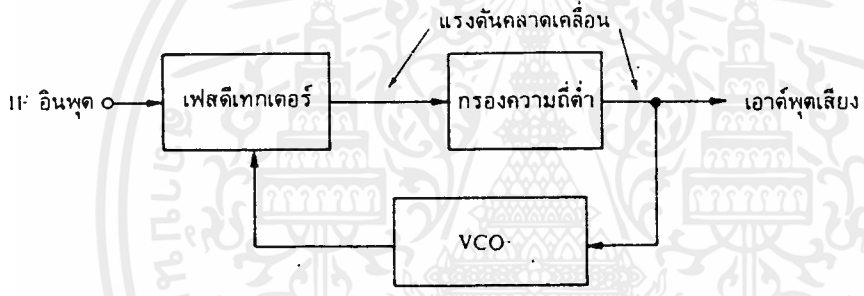 แรงดันคลาดเคลื่อน
IF อินพุต
เฟสดีเทกเตอร์
กรองความถี่ต่ำ
เอาต์พุตเสียง
VCO